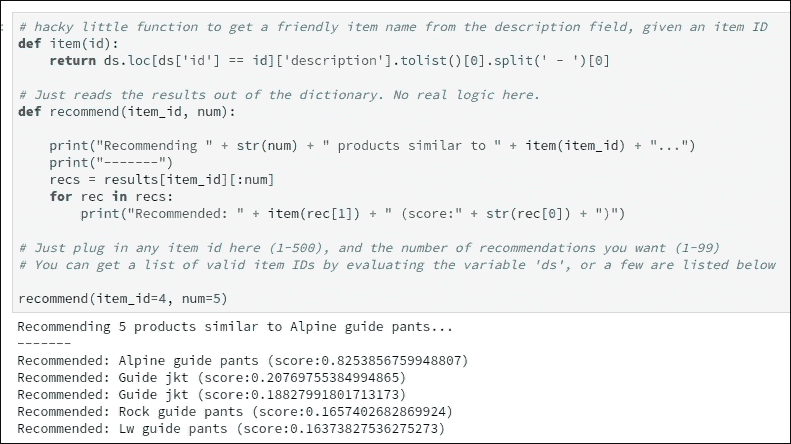 # hacky little function to get a friendly item name from the description field, given an item ID
def item(id):
    return ds.loc[ds['id'] == id]['description'].tolist()[0].split(' - ')[0]

# Just reads the results out of the dictionary. No real logic here.
def recommend(item_id, num):

    print("Recommending " + str(num) + " products similar to " + item(item_id) + "...")
    print("-------")
    recs = results[item_id][:num]
    for rec in recs:
        print("Recommended: " + item(rec[1]) + " (score:" + str(rec[0]) + ")")

# Just plug in any item id here (1-500), and the number of recommendations you want (1-99)
# You can get a list of valid item IDs by evaluating the variable 'ds', or a few are listed below

recommend(item_id=4, num=5)
Recommending 5 products similar to Alpine guide pants...
-------
Recommended: Alpine guide pants (score:0.8253856759948807)
Recommended: Guide jkt (score:0.20769755384994865)
Recommended: Guide jkt (score:0.18827991801713173)
Recommended: Rock guide pants (score:0.1657402682869924)
Recommended: Lw guide pants (score:0.16373827536275273)